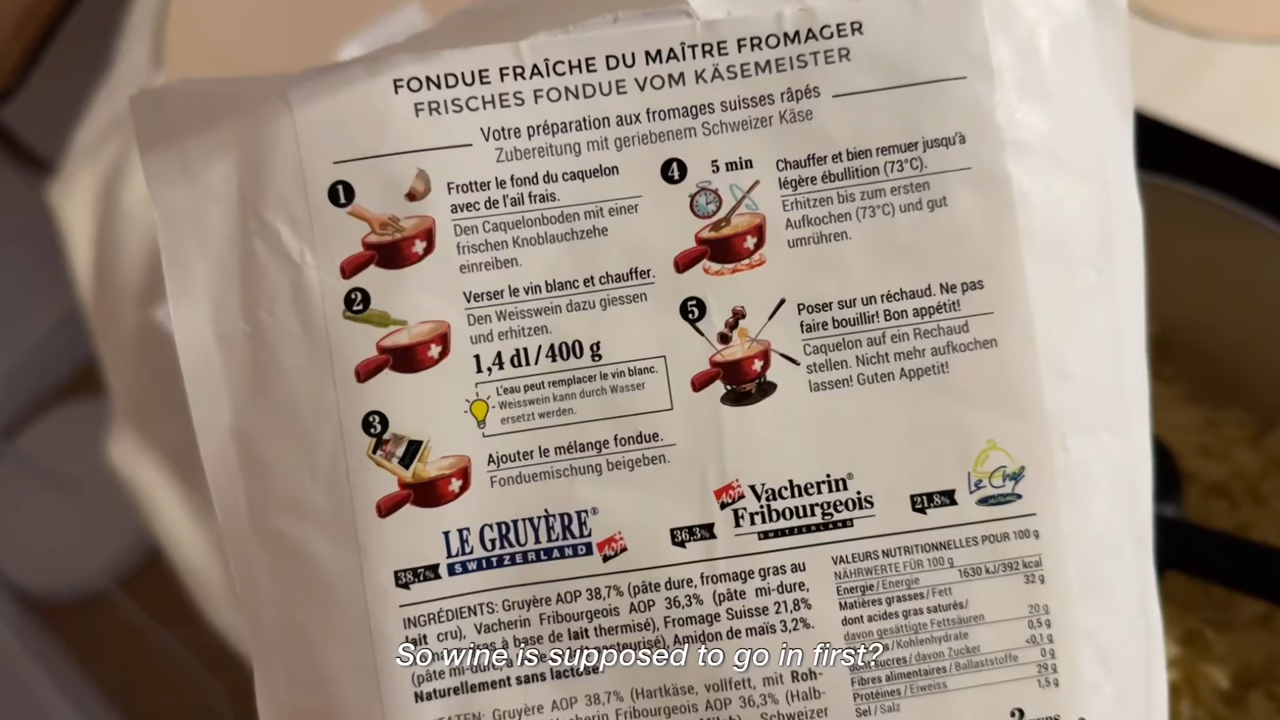 FONDUE FRAÎCHE DU MAÎTRE FROMAGER
FRISCHES FONDUE VOM KÄSEMEISTER
Votre préparation aux fromages suisses râpés
Zubereitung mit geriebenem Schweizer Käse
1
Frotter le fond du caquelon
avec de l'ail frais.
Den Caquelonboden mit einer
frischen Knoblauchzehe
einreiben.
2
Verser le vin blanc et chauffer.
Den Weisswein dazu giessen
und erhitzen.
1,4 dl/400 g
L'eau peut remplacer le vin blanc.
- Weisswein kann durch Wasser
ersetzt werden.
3
Ajouter le mélange fondue.
Fonduemischung beigeben.
4
5 min
Chauffer et bien remuer jusqu'à
légère ébullition (73°C).
Erhitzen bis zum ersten
Aufkochen (73°C) und gut
umrühren.
5
Poser sur un réchaud. Ne pas
faire bouillir! Bon appétit!
Caquelon auf ein Rechaud
stellen. Nicht mehr aufkochen
lassen! Guten Appetit!
38,7%
LE GRUYÈRE®
SWITZERLAND
AOP
36,3%
AOP
Vacherin®
Fribourgeois
SWITZERLAND
21,8%
Le Chef
INGRÉDIENTS: Gruyère AOP 38,7% (pâte dure, fromage gras au
lait cru), Vacherin Fribourgeois AOP 36,3% (pâte mi-dure,
à base de lait thermisé), Fromage Suisse 21,8%
(pâte mi-dure, Amidon de maïs 3,2%.
Naturellement sans lactose.
Gruyère AOP 38,7% (Hartkäse, vollfett, mit Roh-
Fribourgeois AOP 36,3% (Halb-
Schweizer
VALEURS NUTRITIONNELLES POUR 100 g
NÄHRWERTE FÜR 100 g
Energie/Energie 1630 kJ/392 kcal
Matières grasses/Fett 32 g
dont acides gras saturés/
davon gesättigte Fettsäuren 20 g
/Kohlenhydrate 0,5 g
dont sucres/davon Zucker <0,1 g
Fibres alimentaires/Ballaststoffe 0 g
Protéines/Eiweiss 29 g
Sel/Salz 1,5 g
So wine is supposed to go in first?